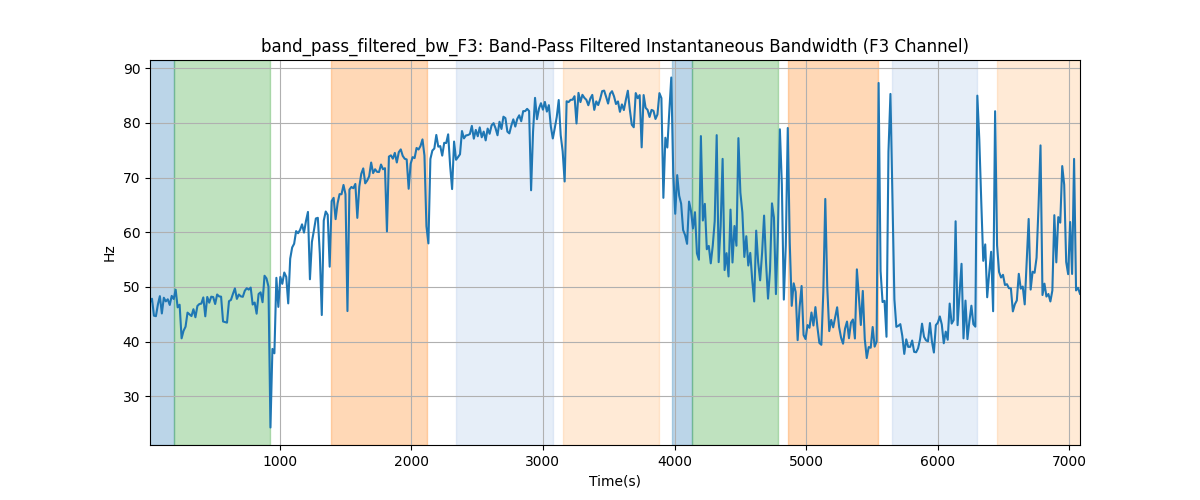 band_pass_filtered_bw_F3: Band-Pass Filtered Instantaneous Bandwidth (F3 Channel)
90
80
70
60
50
40
30
Hz
1000 2000 3000 4000 5000 6000 7000
Time(s)